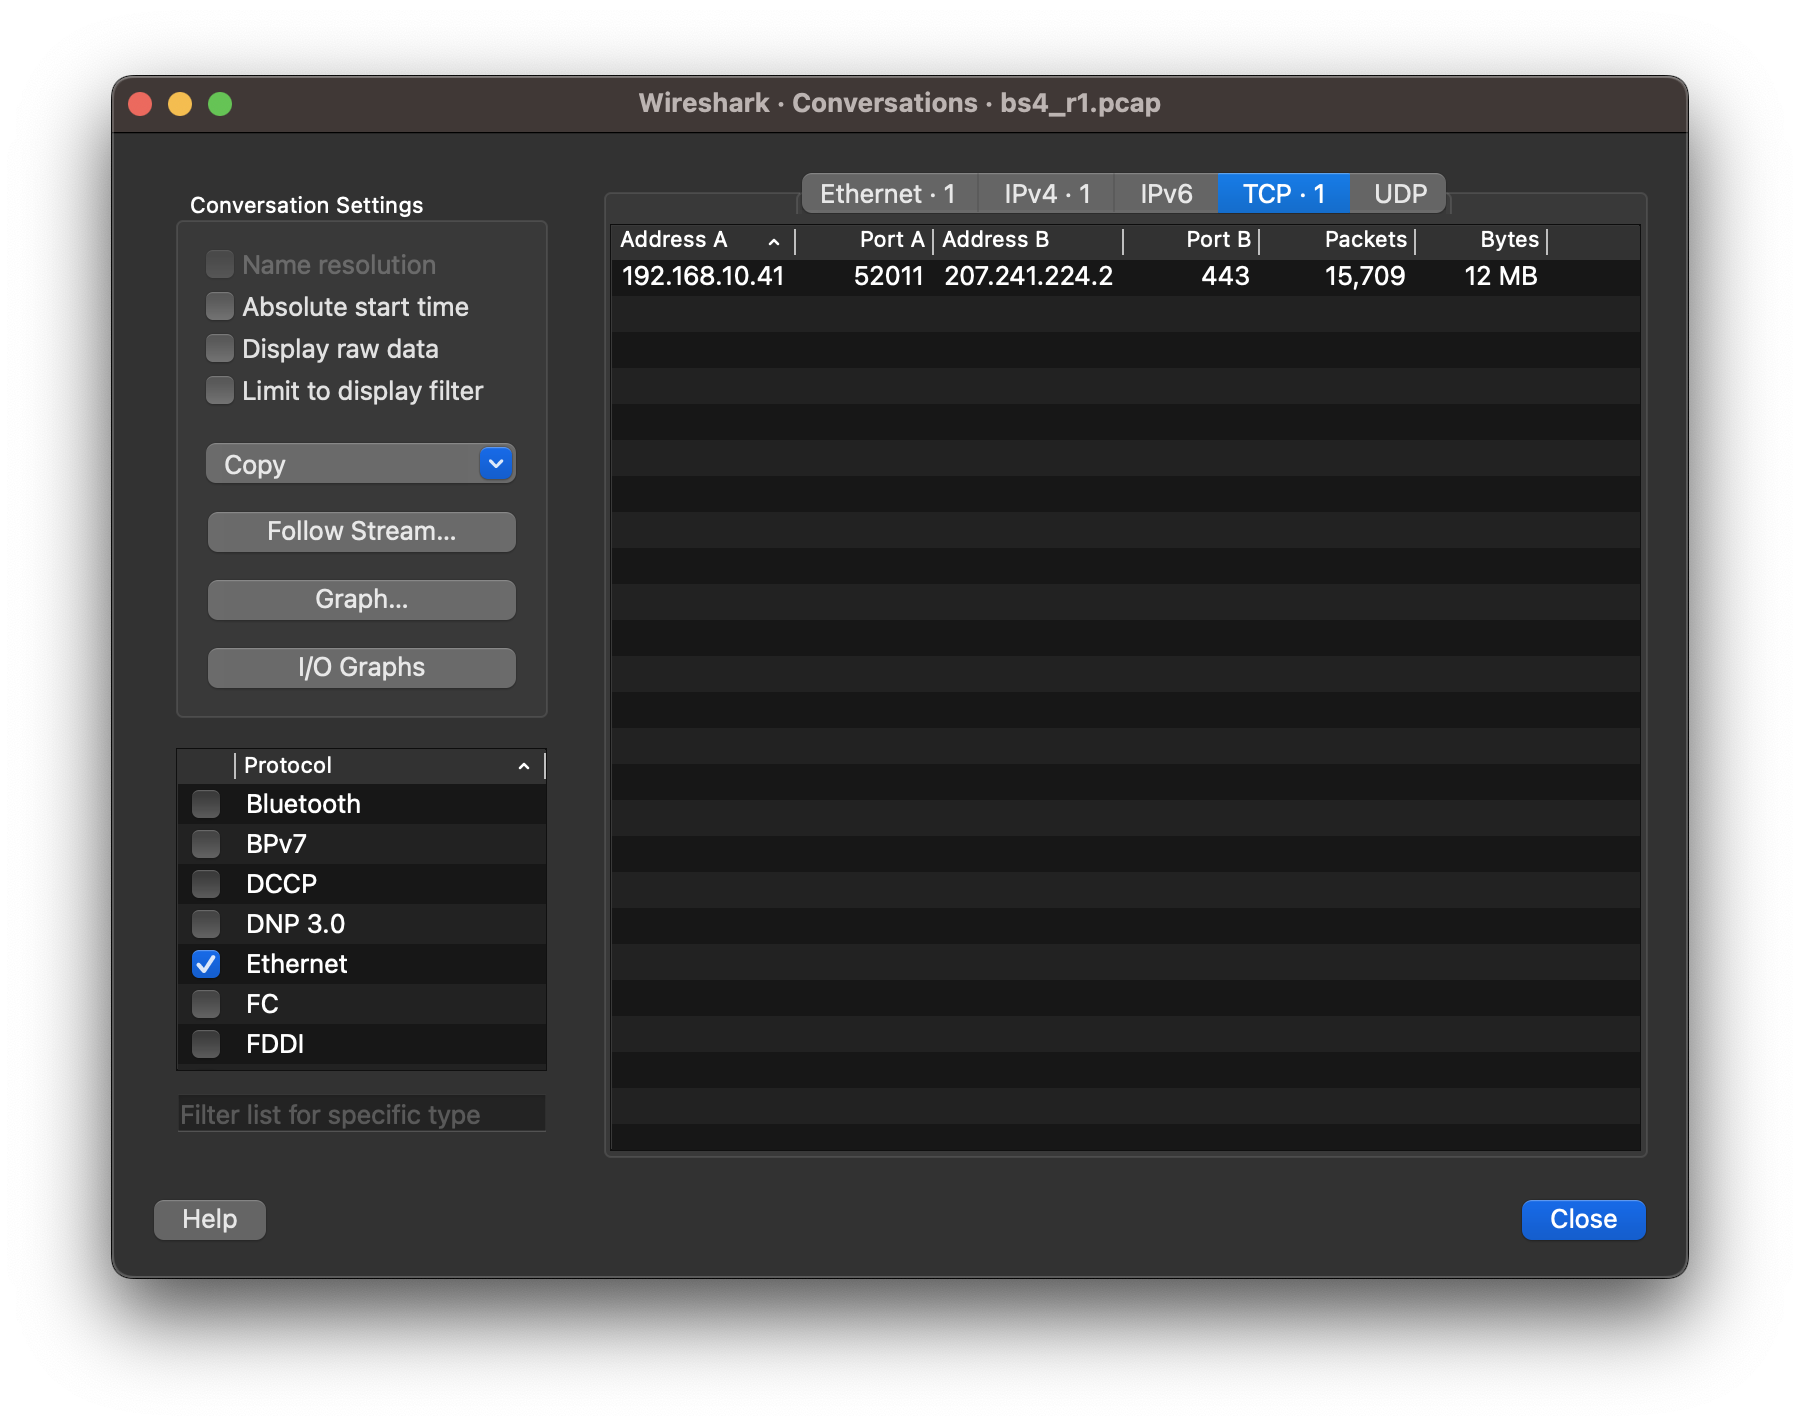 Wireshark · Conversations · bs4_r1.pcap
Conversation Settings
Name resolution
Absolute start time
Display raw data
Limit to display filter
Copy
Follow Stream...
Graph...
I/O Graphs
Protocol
Bluetooth
BPv7
DCCP
DNP 3.0
Ethernet
FC
FDDI
Filter list for specific type
Ethernet · 1 IPv4 · 1 IPv6 TCP · 1 UDP
Address A Port A Address B Port B Packets Bytes
192.168.10.41 52011 207.241.224.2 443 15,709 12 MB
Help
Close